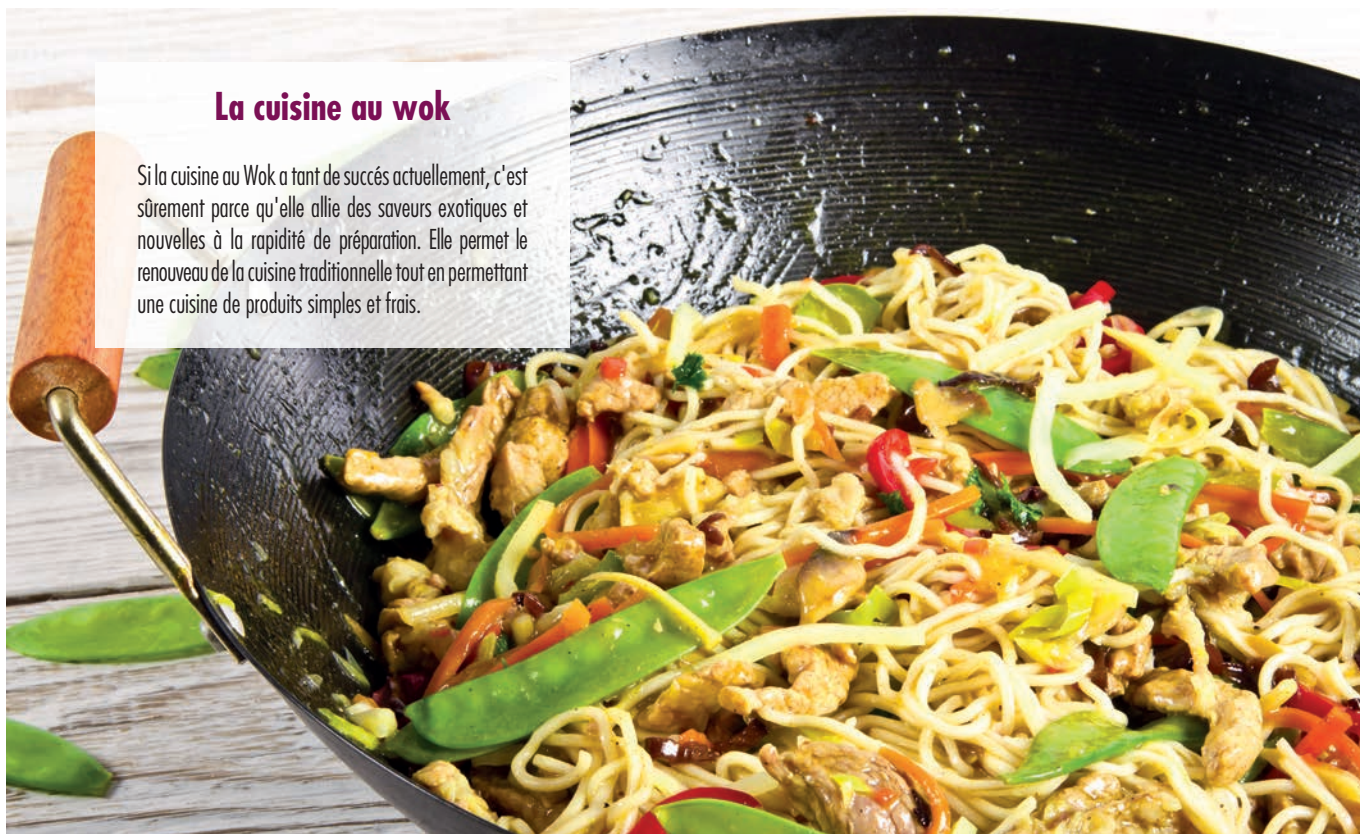 La cuisine au wok
Si la cuisine au Wok a tant de succés actuellement, c'est
sûrement parce qu'elle allie des saveurs exotiques et
nouvelles à la rapidité de préparation. Elle permet le
renouveau de la cuisine traditionnelle tout en permettant
une cuisine de produits simples et frais.